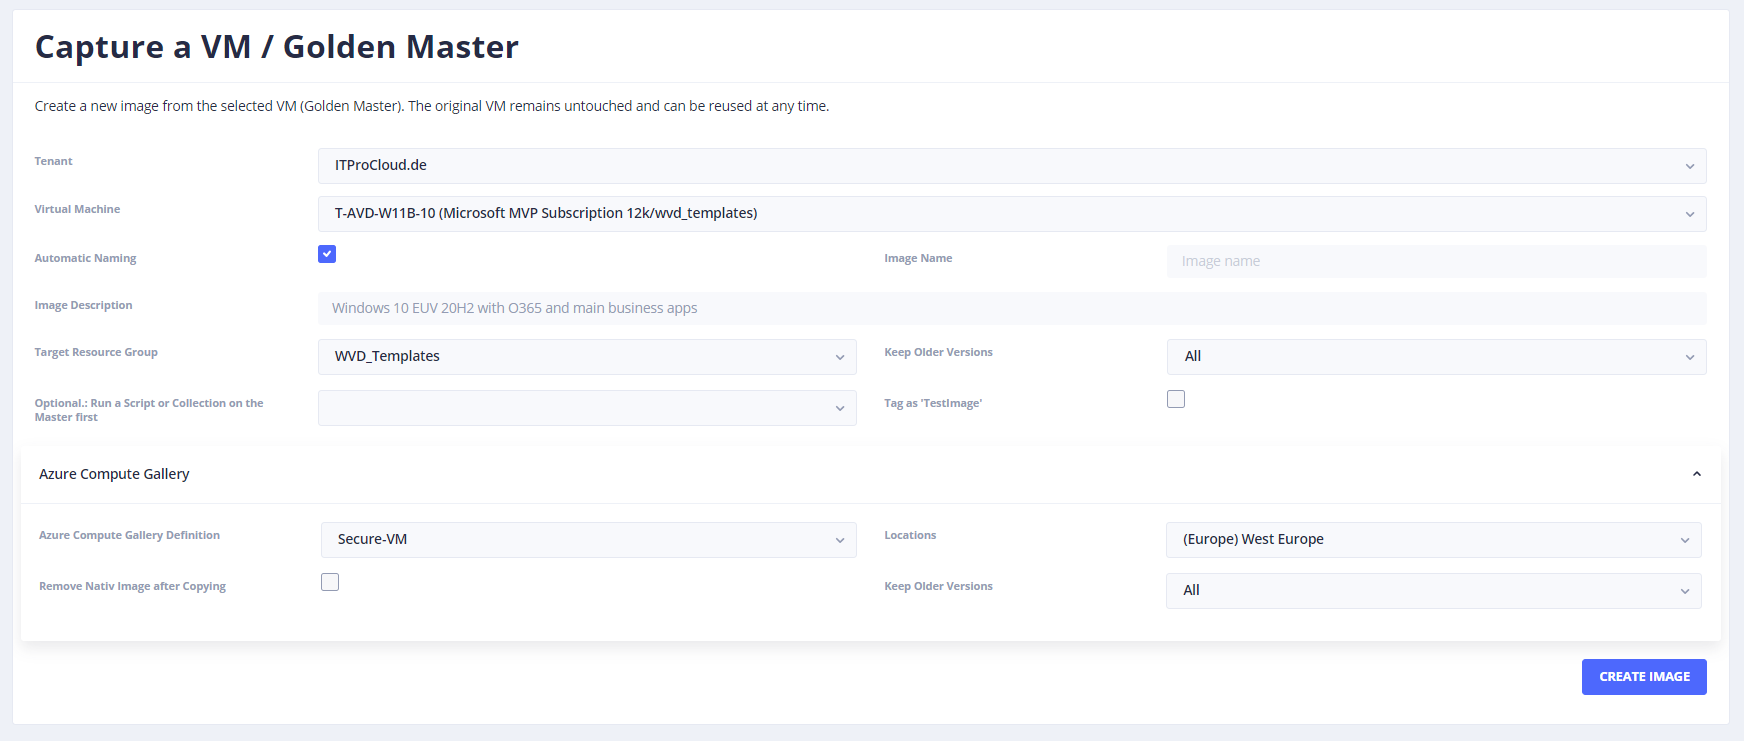 Capture a VM / Golden Master
Create a new image from the selected VM (Golden Master). The original VM remains untouched and can be reused at any time.
Tenant
ITProCloud.de
Virtual Machine
T-AVD-W11B-10 (Microsoft MVP Subscription 12k/wvd_templates)
Automatic Naming
Image Name
Image name
Image Description
Windows 10 EUV 20H2 with O365 and main business apps
Target Resource Group
WVD_Templates
Keep Older Versions
All
Optional.: Run a Script or Collection on the
Master first
Tag as 'TestImage'
Azure Compute Gallery
Azure Compute Gallery Definition
Secure-VM
Locations
(Europe) West Europe
Remove Nativ Image after Copying
Keep Older Versions
All
CREATE IMAGE